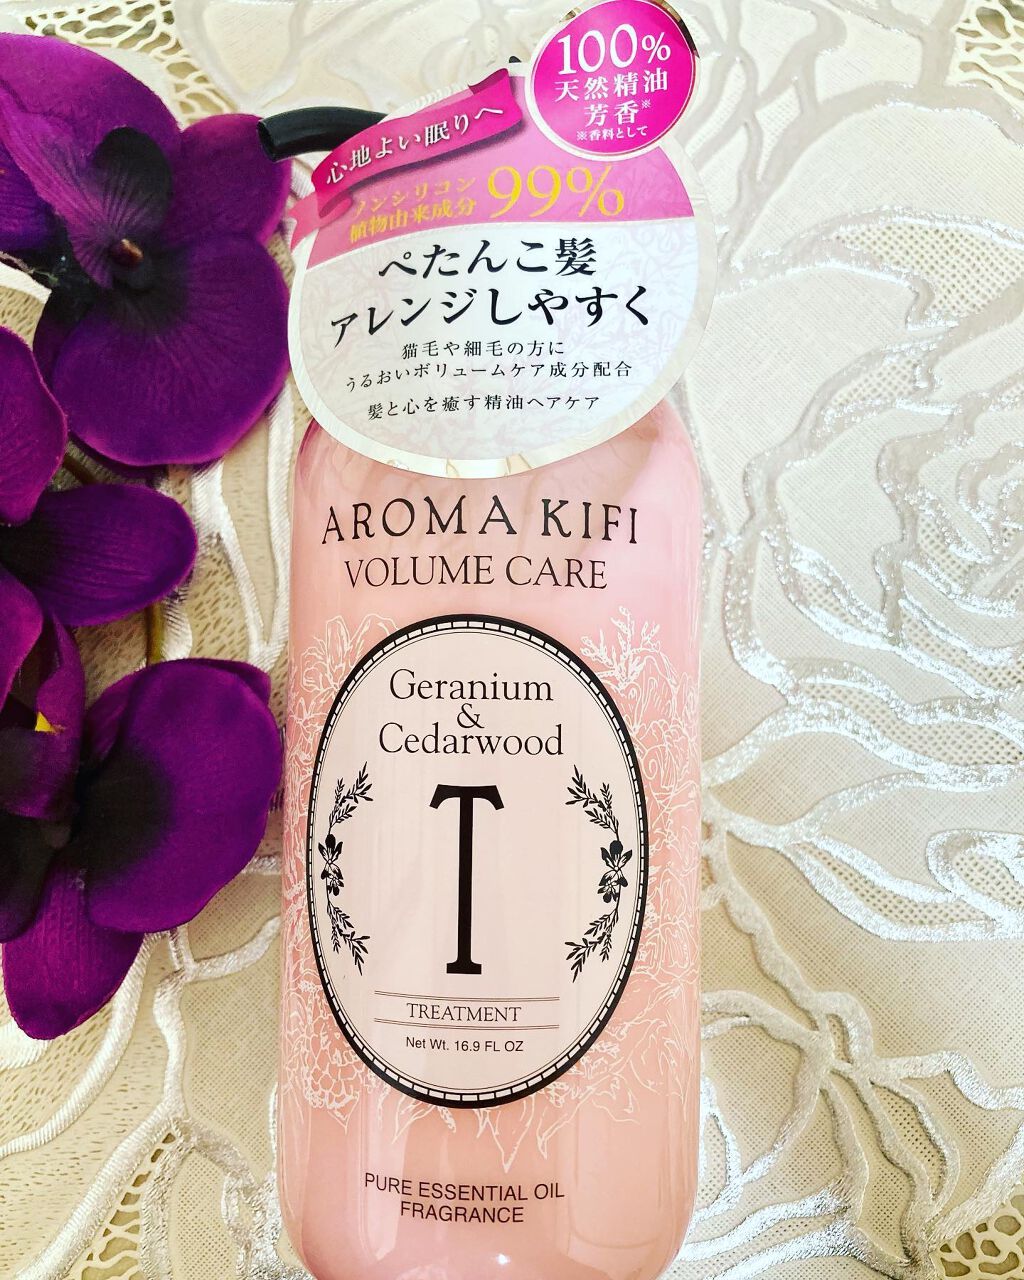 100%
天然精油
芳香※
※香料として
心地よい眠りへ
ノンシリコン
植物由来成分 99%
ぺたんこ髪
アレンジしやすく
猫毛や細毛の方に
うるおいボリュームケア成分配合
髪と心を癒す精油ヘアケア
AROMA KIFI
VOLUME CARE
Geranium
&
Cedarwood
T
TREATMENT
Net Wt. 16.9 FL OZ
PURE ESSENTIAL OIL
FRAGRANCE